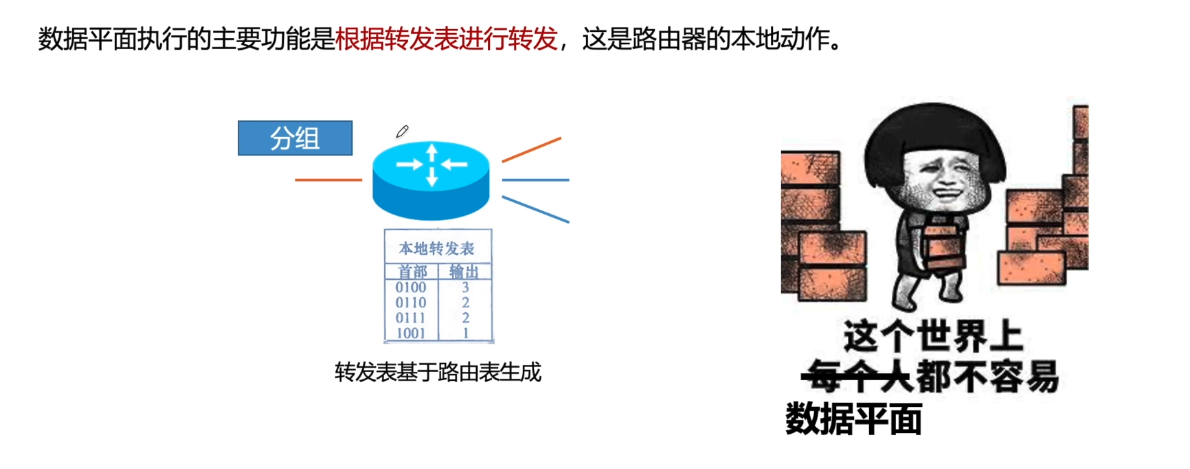 数据平面执行的主要功能是根据转发表进行转发，这是路由器的本地动作。
分组
本地转发表
首部 输出
0100 3
0110 2
0111 2
1001 1
转发表基于路由表生成
这个世界上
每个人都不容易
数据平面